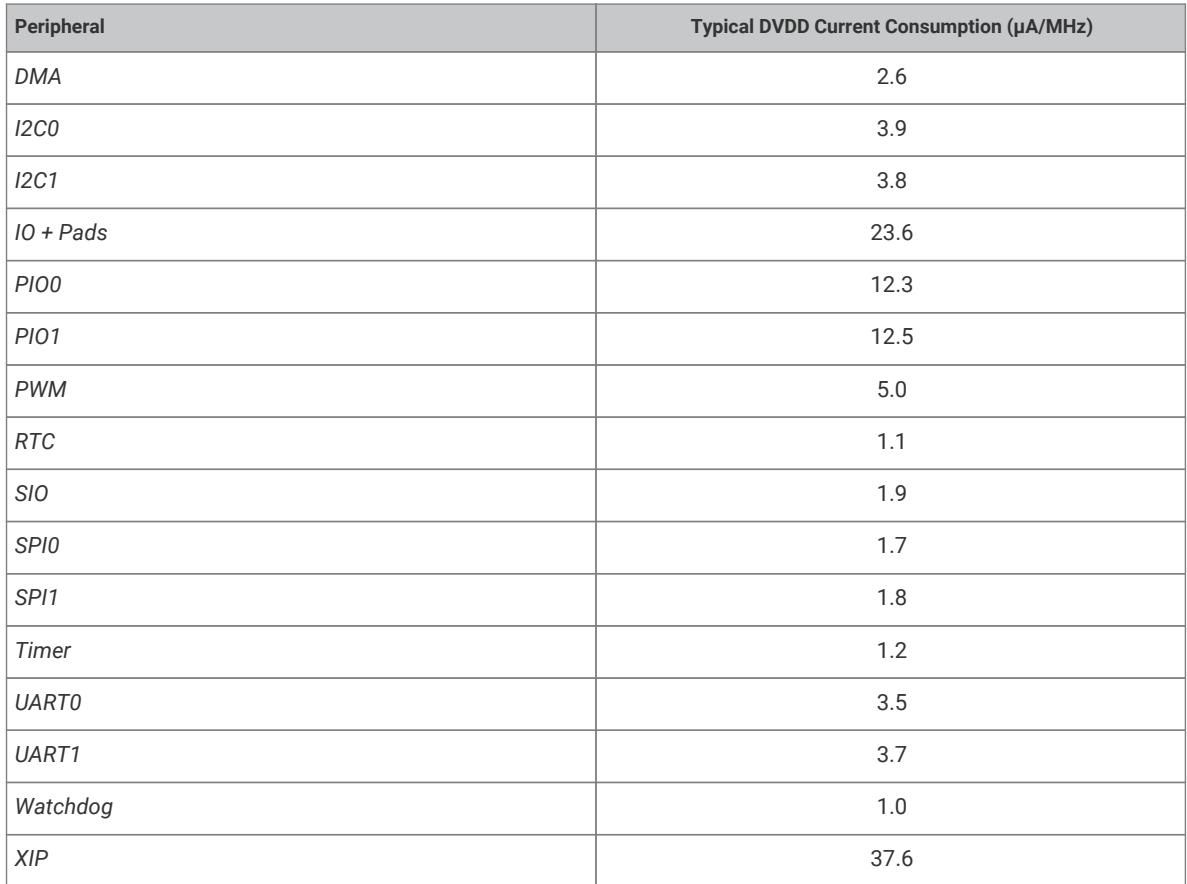 Peripheral Typical DVDD Current Consumption (μA/MHz)
DMA 2.6
I2C0 3.9
I2C1 3.8
IO + Pads 23.6
PIO0 12.3
PIO1 12.5
PWM 5.0
RTC 1.1
SIO 1.9
SPI0 1.7
SPI1 1.8
Timer 1.2
UART0 3.5
UART1 3.7
Watchdog 1.0
XIP 37.6